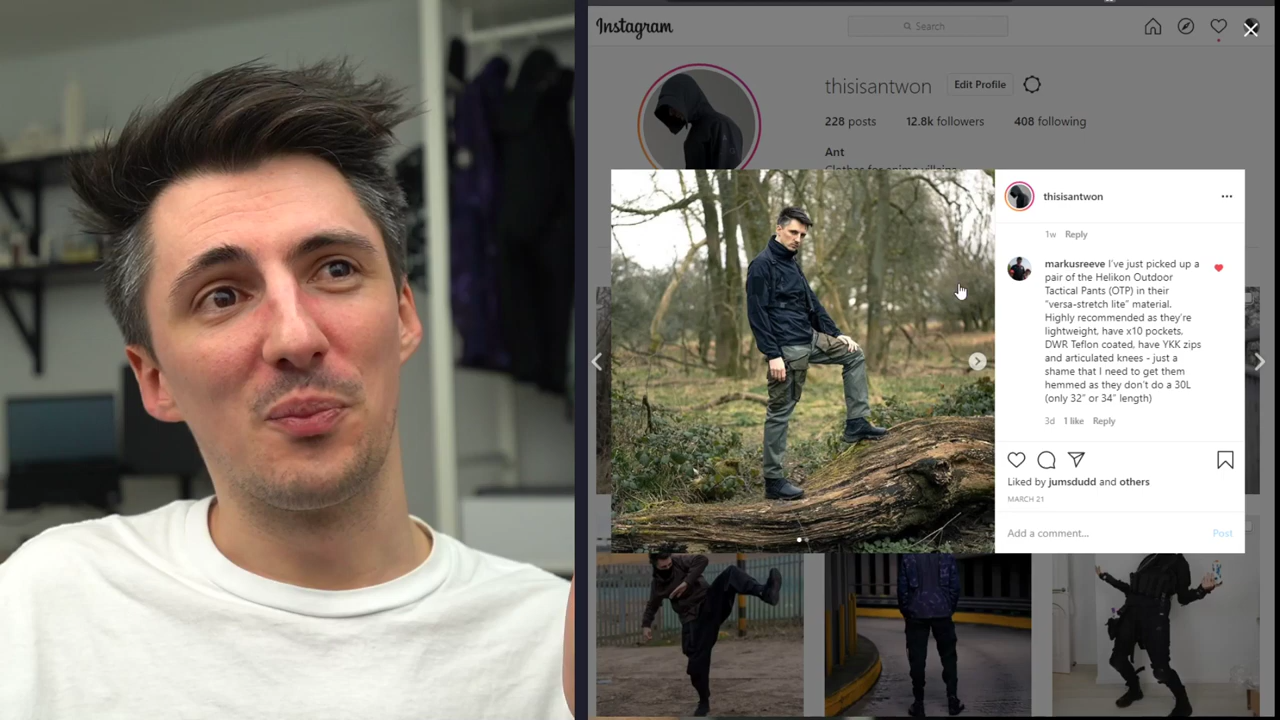 Instagram
Search
thisisantwon
Edit Profile
228 posts 12.8k followers 408 following
Ant
Clothes for anime villains
thisisantwon
1w Reply
markusreeve I've just picked up a
pair of the Helikon Outdoor
Tactical Pants (OTP) in their
"versa-stretch lite" material.
Highly recommended as they're
lightweight, have x10 pockets,
DWR Teflon coated, have YKK zips
and articulated knees - just a
shame that I need to get them
hemmed as they don't do a 30L
(only 32" or 34" length)
3d 1 like Reply
Liked by jumsdudd and others
MARCH 21
Add a comment...
Post